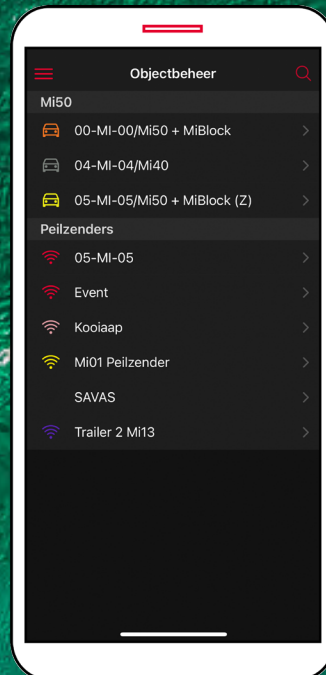 Objectbeheer
Mi50
00-MI-00/Mi50 + MiBlock
04-MI-04/Mi40
05-MI-05/Mi50 + MiBlock (Z)
Peilzenders
05-MI-05
Event
Kooiaap
Mi01 Peilzender
SAVAS
Trailer 2 Mi13